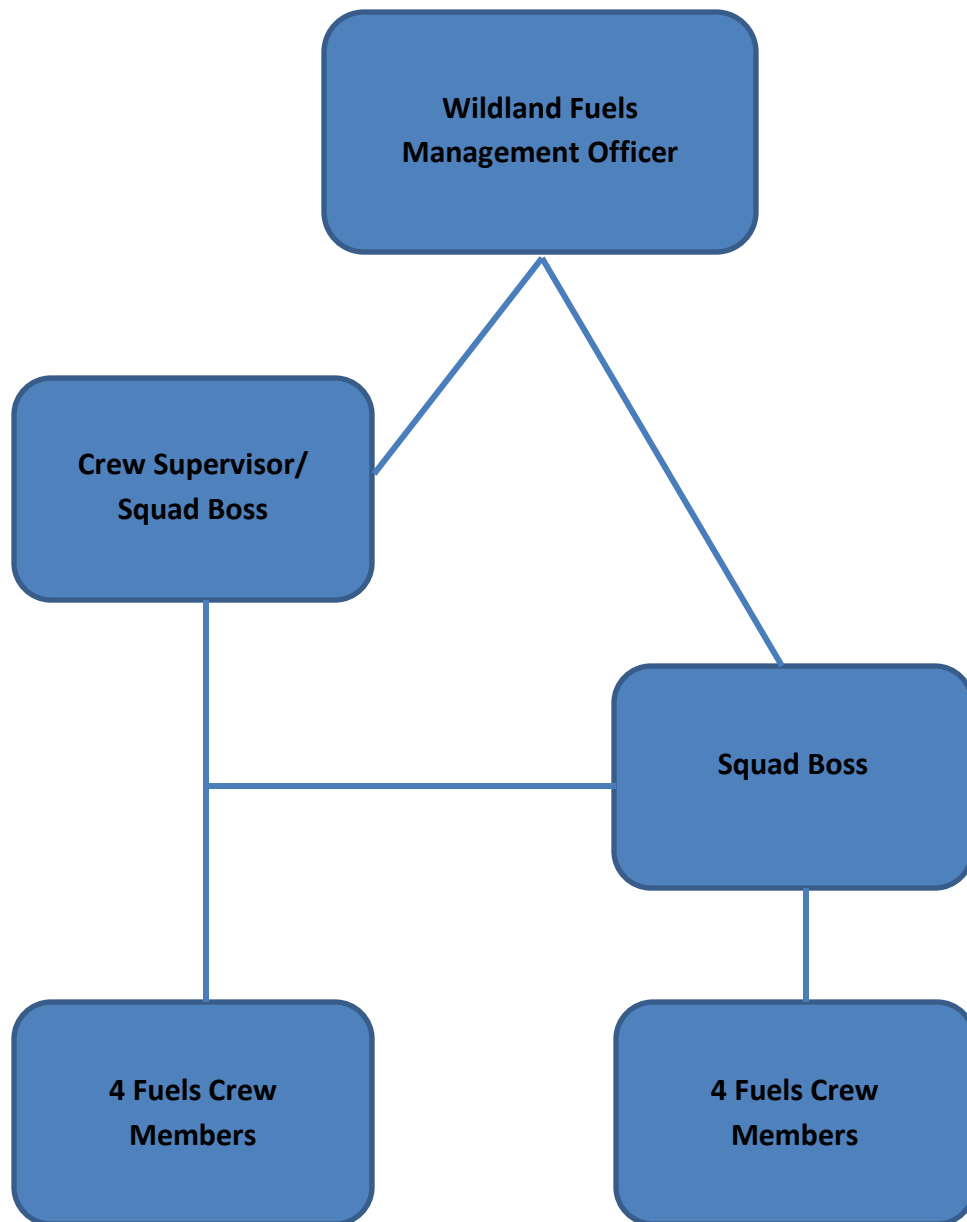 Wildland Fuels
Management Officer
Crew Supervisor/
Squad Boss
Squad Boss
4 Fuels Crew
Members
4 Fuels Crew
Members